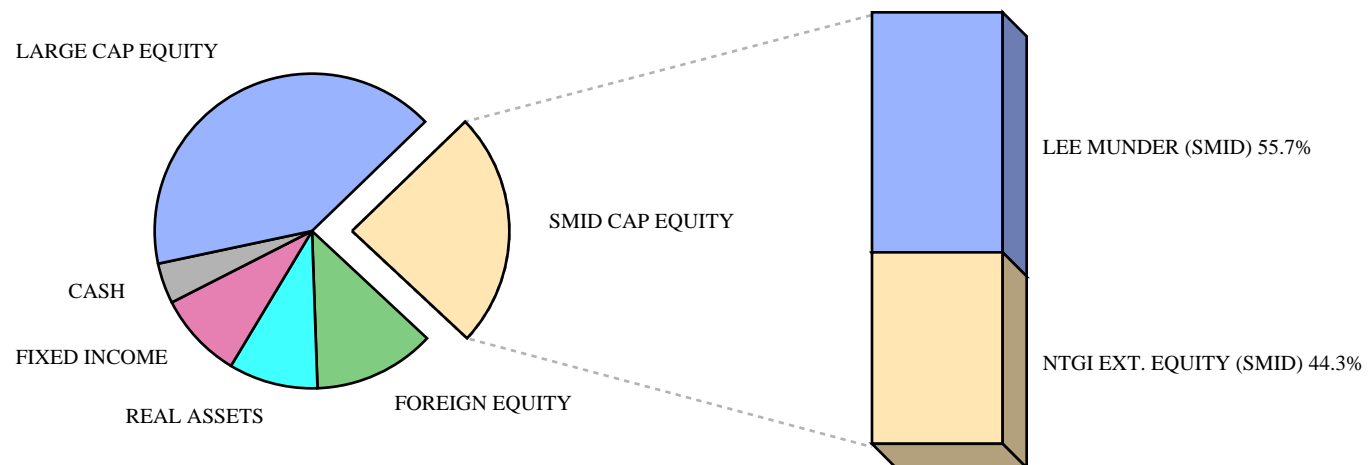 LARGE CAP EQUITY
LEE MUNDER (SMID) 55.7%
SMID CAP EQUITY
CASH
FIXED INCOME
NTGI EXT. EQUITY (SMID) 44.3%
FOREIGN EQUITY
REAL ASSETS